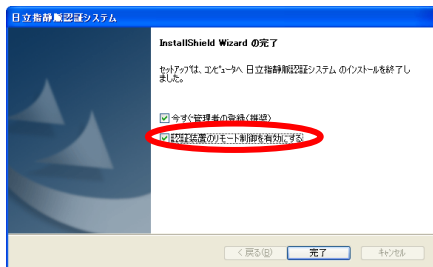 日立指静脈認証システム
InstallShield Wizard の完了
セットアップは、コンピュータへ 日立指静脈認証システム のインストールを終了し
ました。
今すぐ管理者の登録(推奨)
認証装置のリモート制御を有効にする
< 戻る(B) 完了 キャンセル